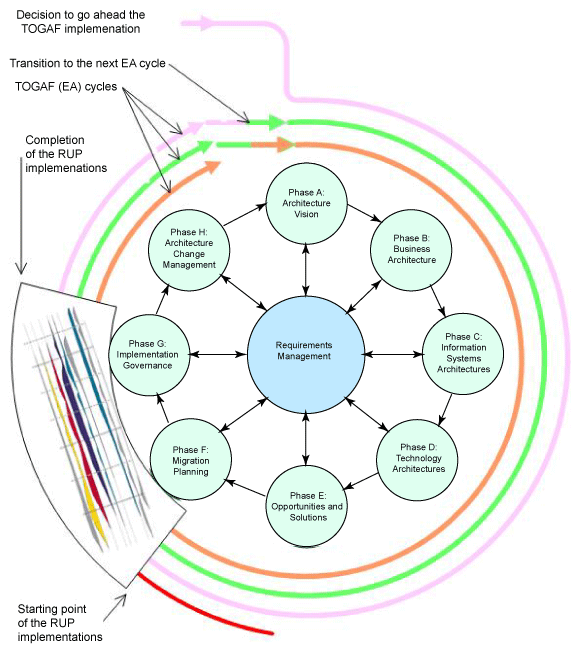 Decision to go ahead the
TOGAF implemenation
Transition to the next EA cycle
TOGAF (EA) cycles
Completion
of the RUP
implemenations
Phase A:
Architecture
Vision
Phase H:
Architecture
Change
Management
Phase B:
Business
Architecture
Phase G:
Implementation
Governance
Requirements
Management
Phase C:
Information
Systems
Architectures
Phase F:
Migration
Planning
Phase D:
Technology
Architectures
Phase E:
Opportunities and
Solutions
Starting point
of the RUP
implementations